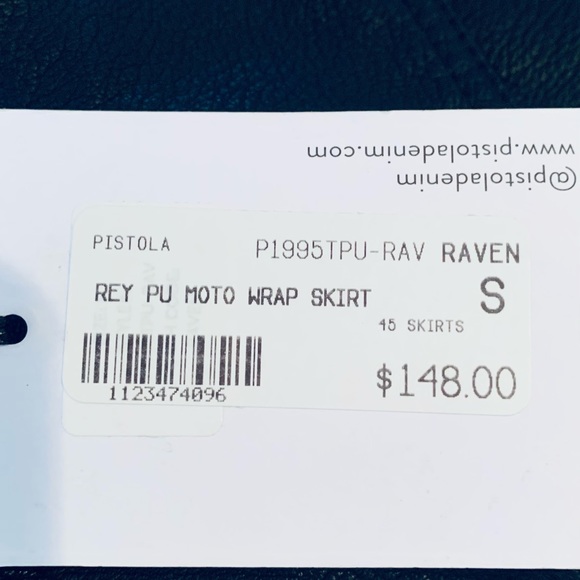 www.pistoladenim.com
@pistoladenim
PISTOLA
P1995TPU-RAV RAVEN
REY PU MOTO WRAP SKIRT
S
45 SKIRTS
1123474096
$148.00